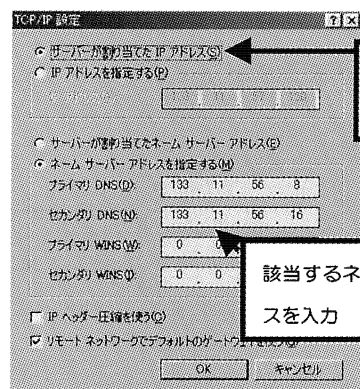 TCP/IP 設定
サーバーが割り当てた IP アドレス(S)
IP アドレスを指定する(P)
サーバーが割り当てたネーム サーバー アドレス(E)
ネーム サーバー アドレスを指定する(M)
プライマリ DNS(D): 133 . 11 . 56 . 8
セカンダリ DNS(N): 133 . 11 . 56 . 16
プライマリ WINS(W): 0 . 0 .
セカンダリ WINS(I): 0 . 0 .
該当するネ
スを入力
IP ヘッダー圧縮を使う(C)
リモート ネットワークでデフォルトのゲートウェイを使う(G)
OK キャンセル